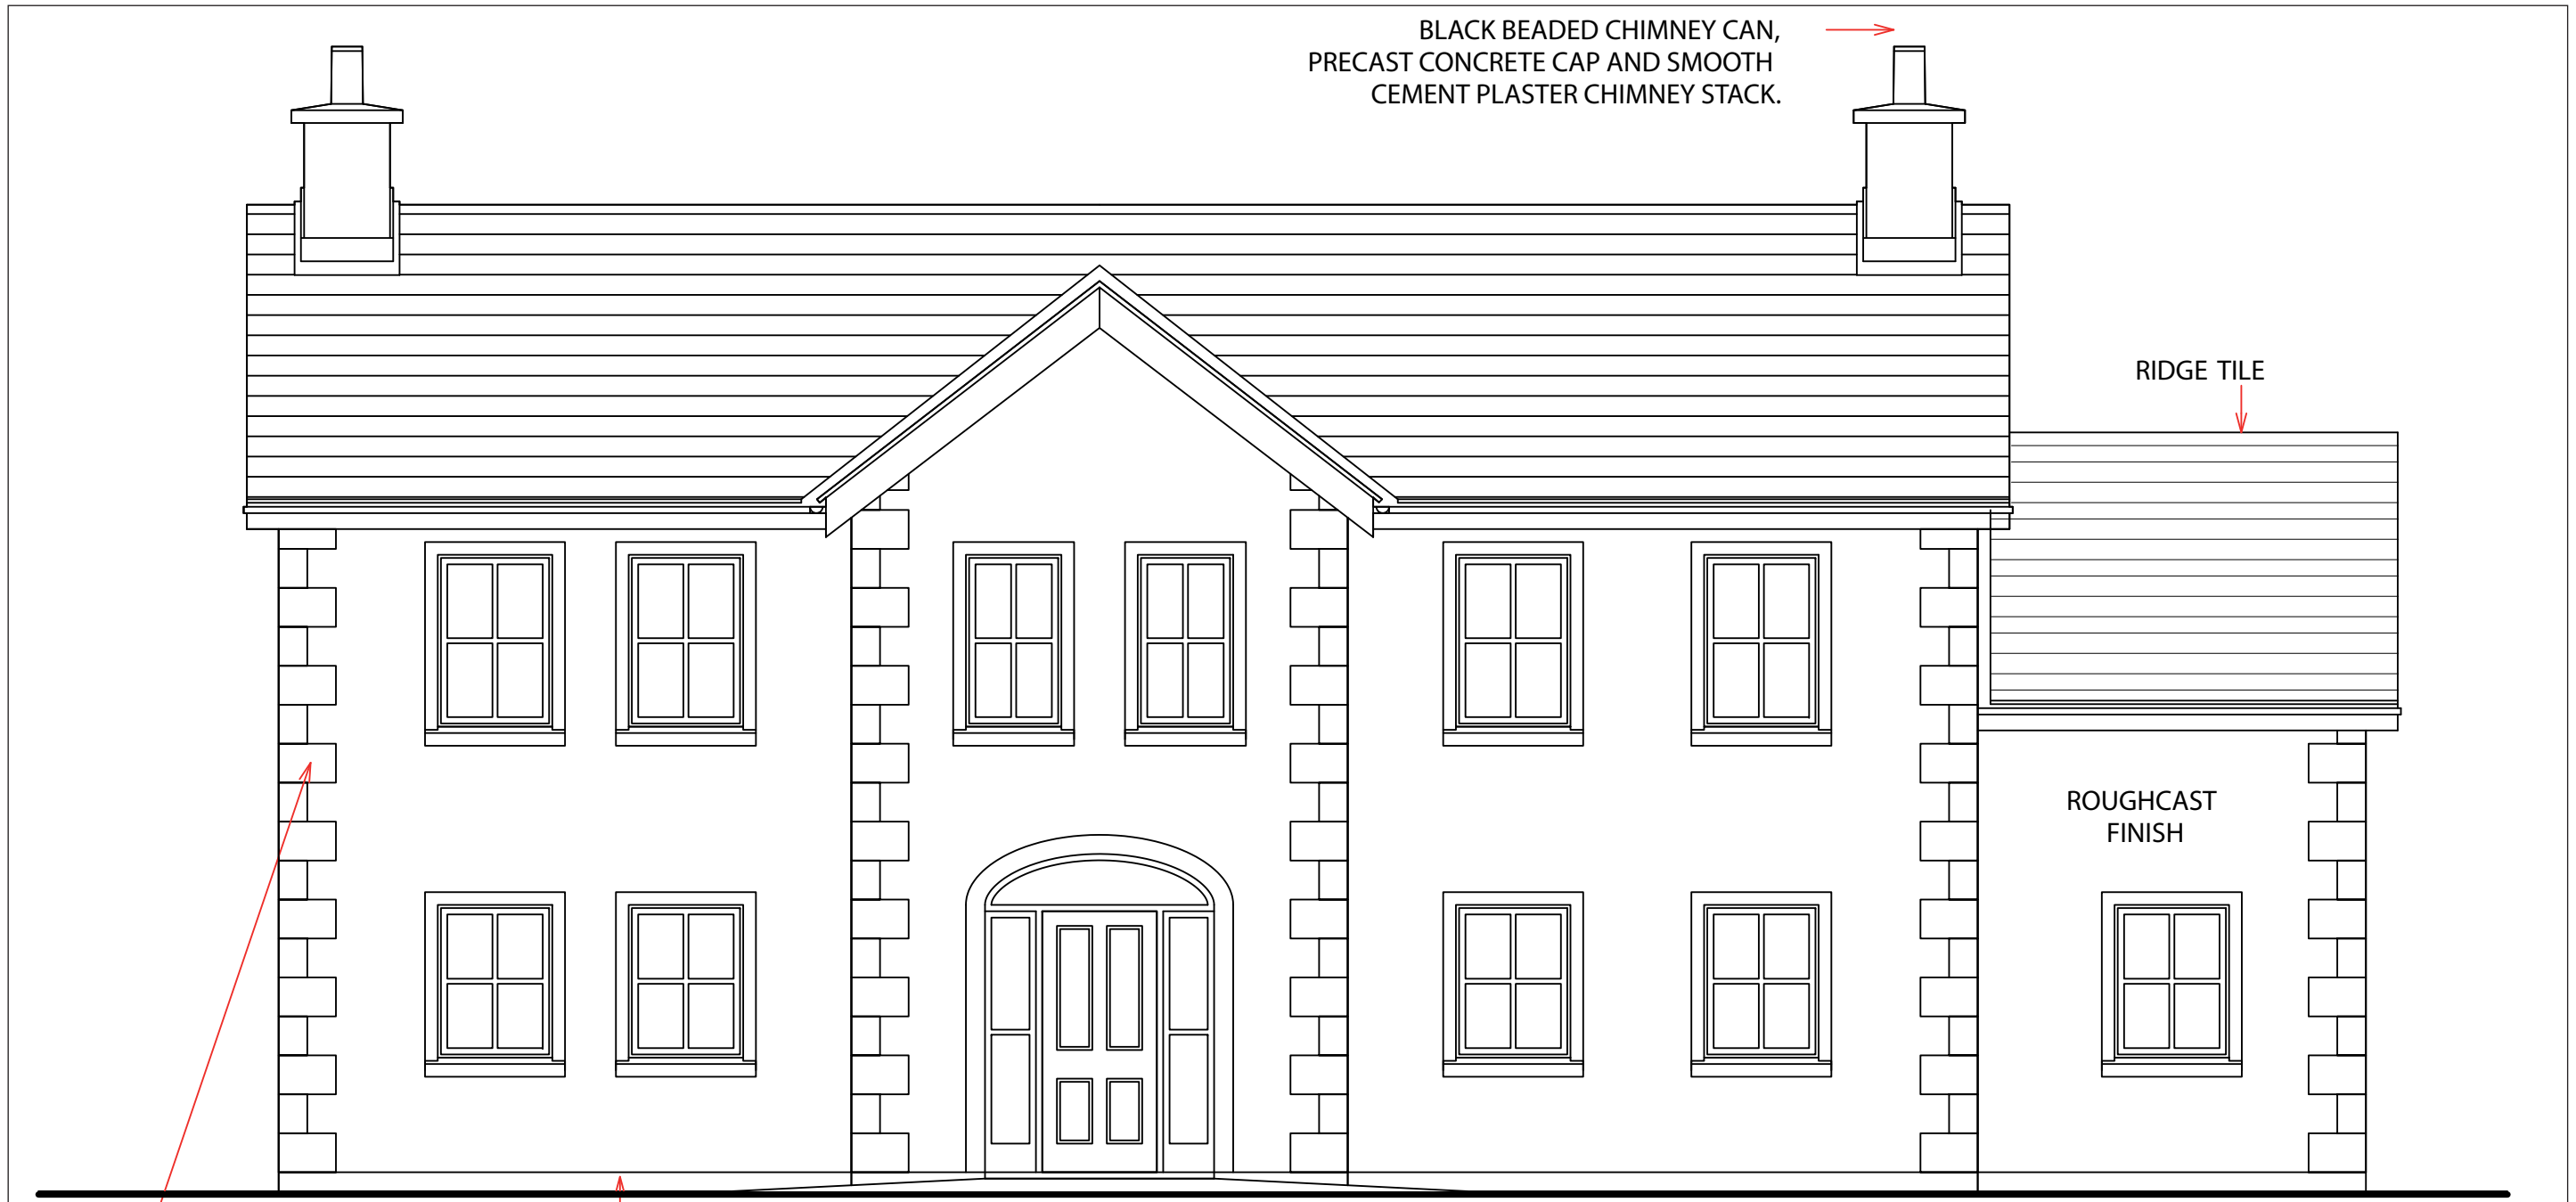 BLACK BEADED CHIMNEY CAN,
PRECAST CONCRETE CAP AND SMOOTH
CEMENT PLASTER CHIMNEY STACK.
RIDGE TILE
ROUGHCAST
FINISH